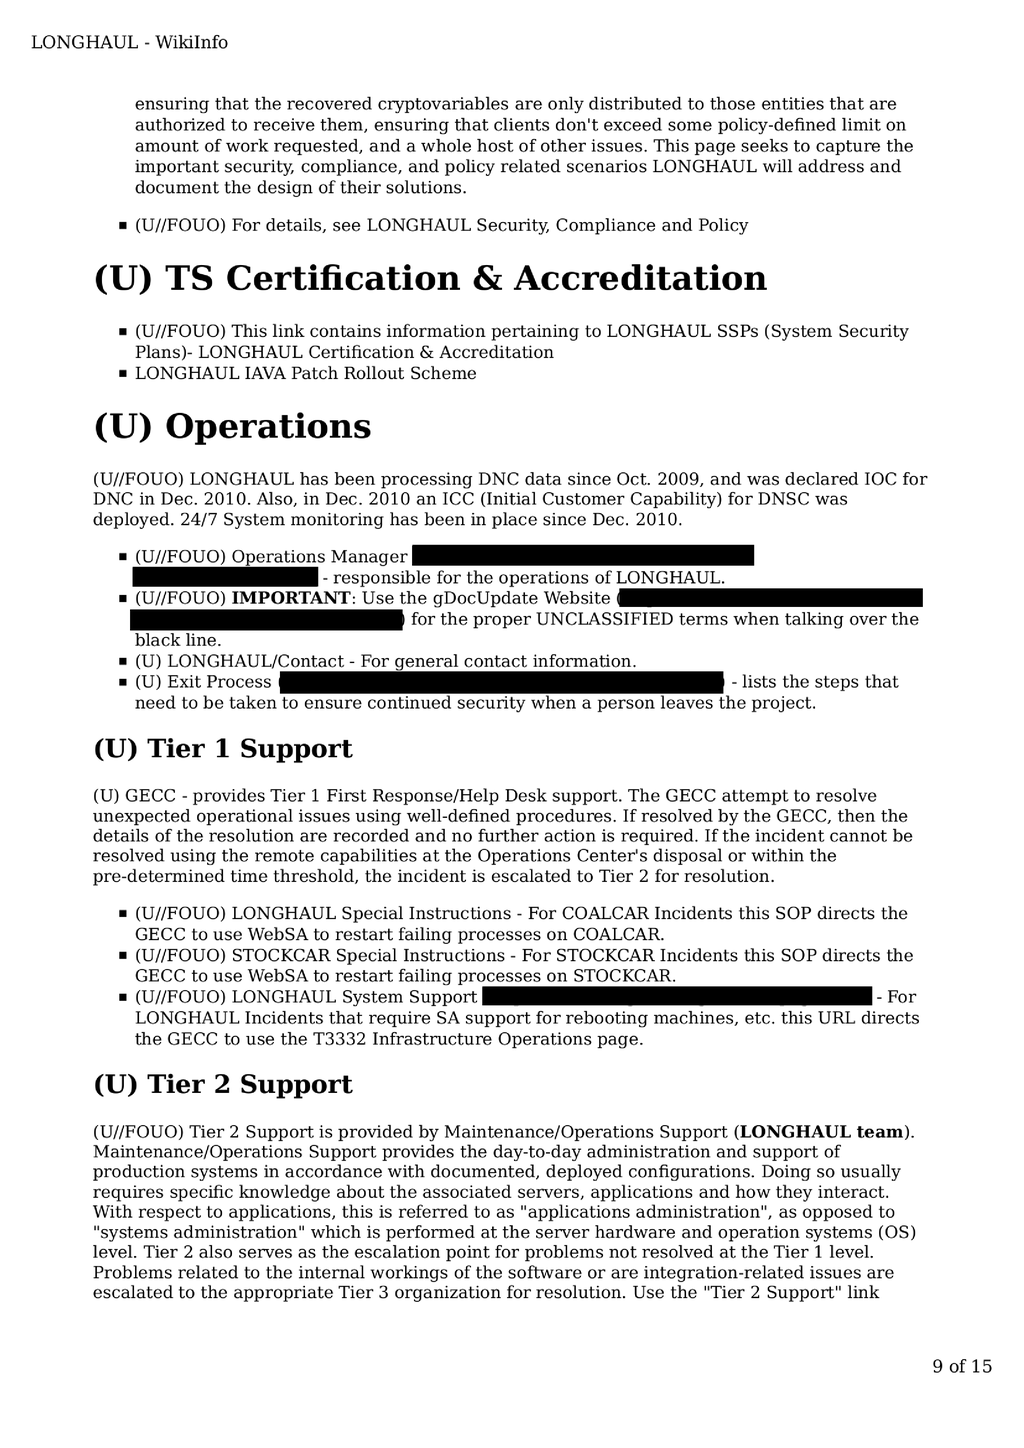 LONGHAUL - WikiInfo
ensuring that the recovered cryptovariables are only distributed to those entities that are
authorized to receive them, ensuring that clients don't exceed some policy-defined limit on
amount of work requested, and a whole host of other issues. This page seeks to capture the
important security, compliance, and policy related scenarios LONGHAUL will address and
document the design of their solutions.
▪ (U//FOUO) For details, see LONGHAUL Security, Compliance and Policy
(U) TS Certification & Accreditation
▪ (U//FOUO) This link contains information pertaining to LONGHAUL SSPs (System Security
Plans)- LONGHAUL Certification & Accreditation
▪ LONGHAUL IAVA Patch Rollout Scheme
(U) Operations
(U//FOUO) LONGHAUL has been processing DNC data since Oct. 2009, and was declared IOC for
DNC in Dec. 2010. Also, in Dec. 2010 an ICC (Initial Customer Capability) for DNSC was
deployed. 24/7 System monitoring has been in place since Dec. 2010.
▪ (U//FOUO) Operations Manager
- responsible for the operations of LONGHAUL.
▪ (U//FOUO) IMPORTANT: Use the gDocUpdate Website (
) for the proper UNCLASSIFIED terms when talking over the
black line.
▪ (U) LONGHAUL/Contact - For general contact information.
▪ (U) Exit Process ( ) - lists the steps that
need to be taken to ensure continued security when a person leaves the project.
(U) Tier 1 Support
(U) GECC - provides Tier 1 First Response/Help Desk support. The GECC attempt to resolve
unexpected operational issues using well-defined procedures. If resolved by the GECC, then the
details of the resolution are recorded and no further action is required. If the incident cannot be
resolved using the remote capabilities at the Operations Center's disposal or within the
pre-determined time threshold, the incident is escalated to Tier 2 for resolution.
▪ (U//FOUO) LONGHAUL Special Instructions - For COALCAR Incidents this SOP directs the
GECC to use WebSA to restart failing processes on COALCAR.
▪ (U//FOUO) STOCKCAR Special Instructions - For STOCKCAR Incidents this SOP directs the
GECC to use WebSA to restart failing processes on STOCKCAR.
▪ (U//FOUO) LONGHAUL System Support - For
LONGHAUL Incidents that require SA support for rebooting machines, etc. this URL directs
the GECC to use the T3332 Infrastructure Operations page.
(U) Tier 2 Support
(U//FOUO) Tier 2 Support is provided by Maintenance/Operations Support (LONGHAUL team).
Maintenance/Operations Support provides the day-to-day administration and support of
production systems in accordance with documented, deployed configurations. Doing so usually
requires specific knowledge about the associated servers, applications and how they interact.
With respect to applications, this is referred to as "applications administration", as opposed to
"systems administration" which is performed at the server hardware and operation systems (OS)
level. Tier 2 also serves as the escalation point for problems not resolved at the Tier 1 level.
Problems related to the internal workings of the software or are integration-related issues are
escalated to the appropriate Tier 3 organization for resolution. Use the "Tier 2 Support" link
9 of 15